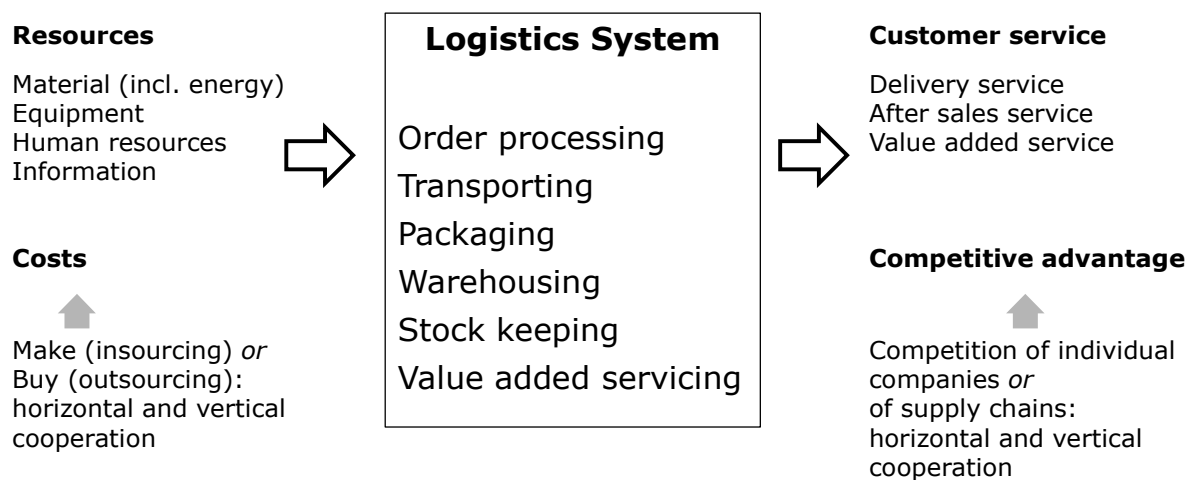 Resources
Material (incl. energy)
Equipment
Human resources
Information
Costs
Make (insourcing) or
Buy (outsourcing):
horizontal and vertical
cooperation
Logistics System
Order processing
Transporting
Packaging
Warehousing
Stock keeping
Value added servicing
Customer service
Delivery service
After sales service
Value added service
Competitive advantage
Competition of individual
companies or
of supply chains:
horizontal and vertical
cooperation